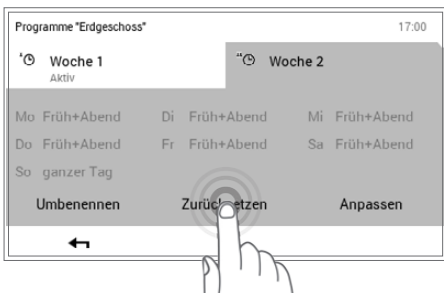 Programme "Erdgeschoss" 17:00
Woche 1 Woche 2
Aktiv
Mo Früh+Abend Di Früh+Abend Mi Früh+Abend
Do Früh+Abend Fr Früh+Abend Sa Früh+Abend
So ganzer Tag
Umbenennen Zurücksetzen Anpassen